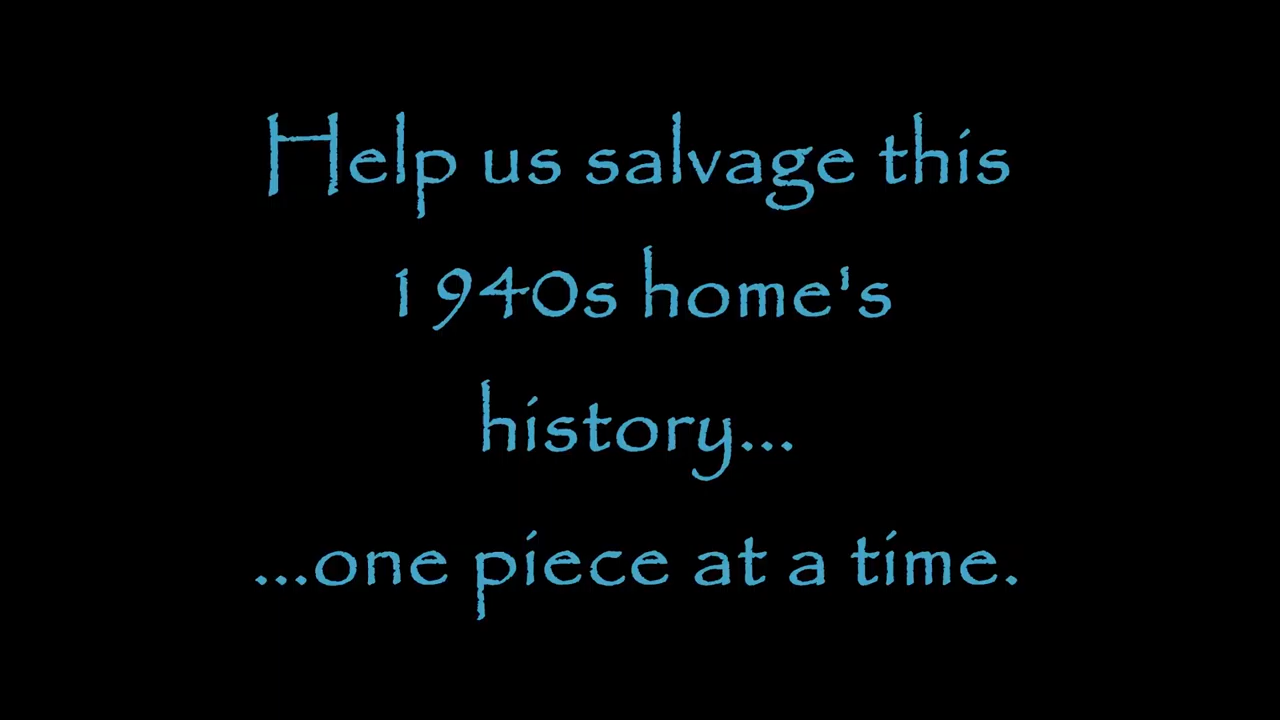 Help us salvage this
1940s home's
history...
...one piece at a time.